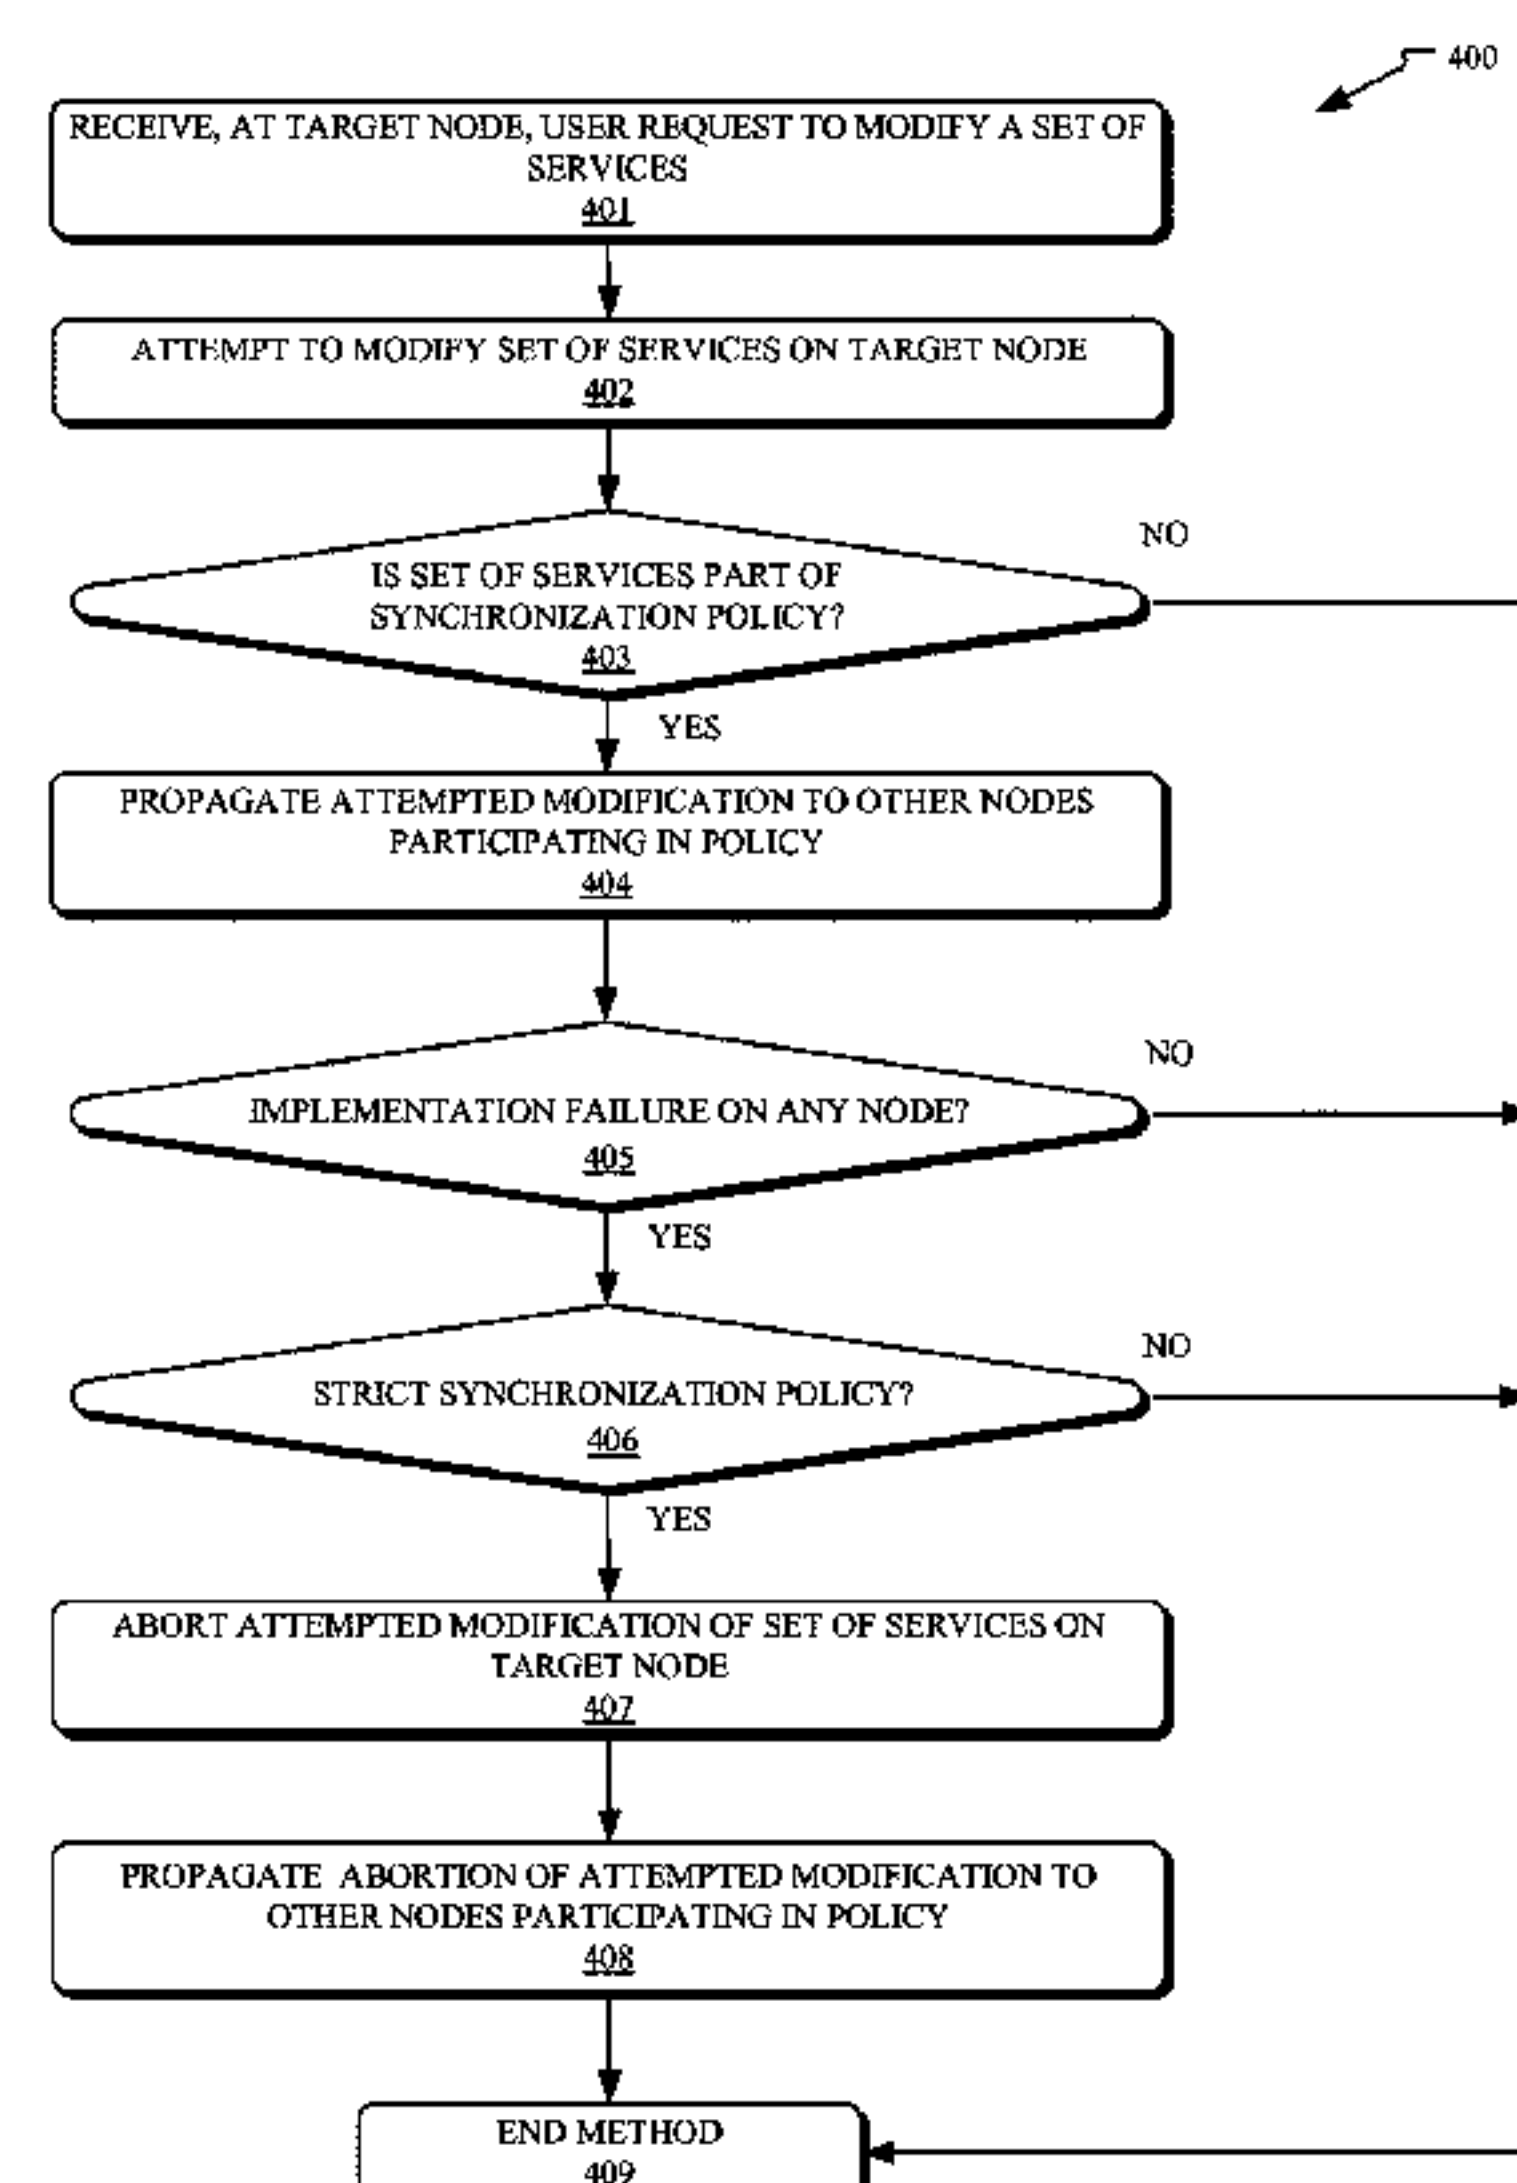 400
RECEIVE, AT TARGET NODE, USER REQUEST TO MODIFY A SET OF
SERVICES
401
ATTEMPT TO MODIFY SET OF SERVICES ON TARGET NODE
402
NO
IS SET OF SERVICES PART OF
SYNCHRONIZATION POLICY?
403
YES
PROPAGATE ATTEMPTED MODIFICATION TO OTHER NODES
PARTICIPATING IN POLICY
404
NO
IMPLEMENTATION FAILURE ON ANY NODE?
405
YES
NO
STRICT SYNCHRONIZATION POLICY?
406
YES
ABORT ATTEMPTED MODIFICATION OF SET OF SERVICES ON
TARGET NODE
407
PROPAGATE ABORTION OF ATTEMPTED MODIFICATION TO
OTHER NODES PARTICIPATING IN POLICY
408
END METHOD
409